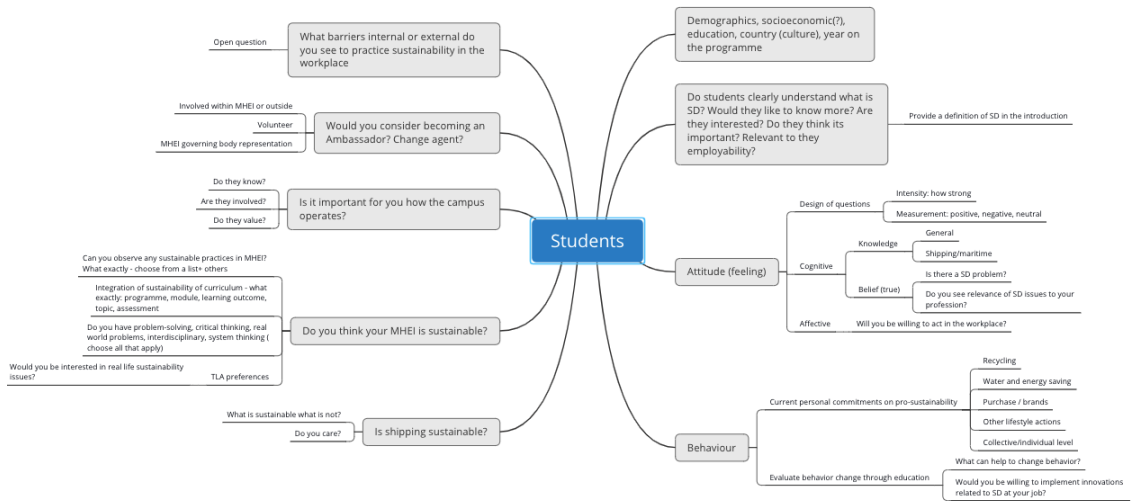 Open question
What barriers internal or external do
you see to practice sustainability in the
workplace
Involved within MHEI or outside
Volunteer
MHEI governing body representation
Would you consider becoming an
Ambassador? Change agent?
Do they know?
Are they involved?
Do they value?
Is it important for you how the campus
operates?
Can you observe any sustainable practices in MHEI?
What exactly - choose from a list+ others
Integration of sustainability of curriculum - what
exactly: programme, module, learning outcome,
topic, assessment
Do you have problem-solving, critical thinking, real
world problems, interdisciplinary, system thinking (
choose all that apply)
Would you be interested in real life sustainability
issues?
TLA preferences
Do you think your MHEI is sustainable?
What is sustainable what is not?
Do you care?
Is shipping sustainable?
Students
Demographics, socioeconomic(?),
education, country (culture), year on
the programme
Do students clearly understand what is
SD? Would they like to know more? Are
they interested? Do they think its
important? Relevant to they
employability?
Provide a definition of SD in the introduction
Attitude (feeling)
Design of questions
Intensity: how strong
Measurement: positive, negative, neutral
Cognitive
Knowledge
General
Shipping/maritime
Belief (true)
Is there a SD problem?
Do you see relevance of SD issues to your
profession?
Affective
Will you be willing to act in the workplace?
Behaviour
Current personal commitments on pro-sustainability
Recycling
Water and energy saving
Purchase / brands
Other lifestyle actions
Collective/individual level
Evaluate behavior change through education
What can help to change behavior?
Would you be willing to implement innovations
related to SD at your job?